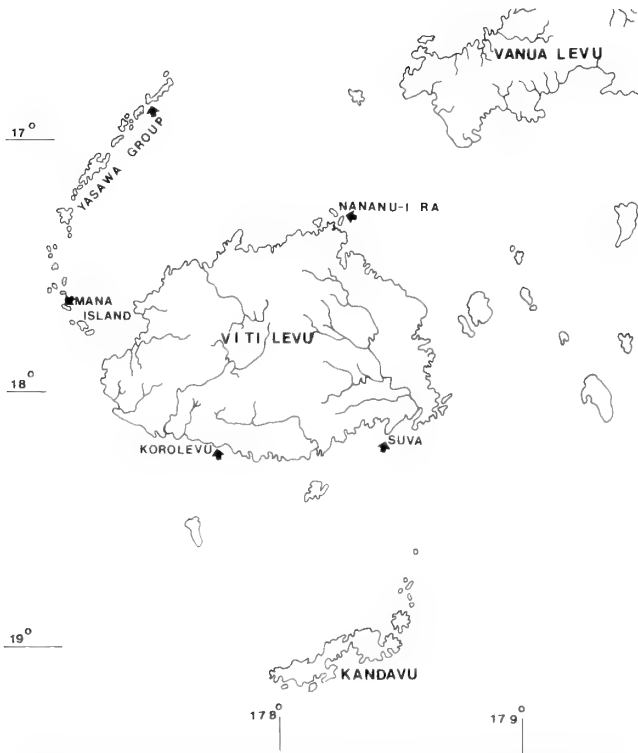 VANUA LEVU
17°
YASAWA GROUP
NANANU-I RA
MANA
ISLAND
VITI LEVU
18°
KOROLEVU
SUVA
19°
KANDAVU
178°
179°